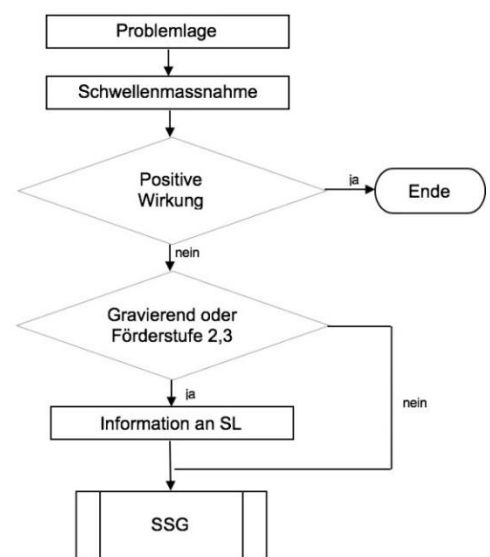 Problemlage
Schwellenmassnahme
Positive
Wirkung
ja
Ende
nein
Gravierend oder
Förderstufe 2,3
ja
nein
Information an SL
SSG